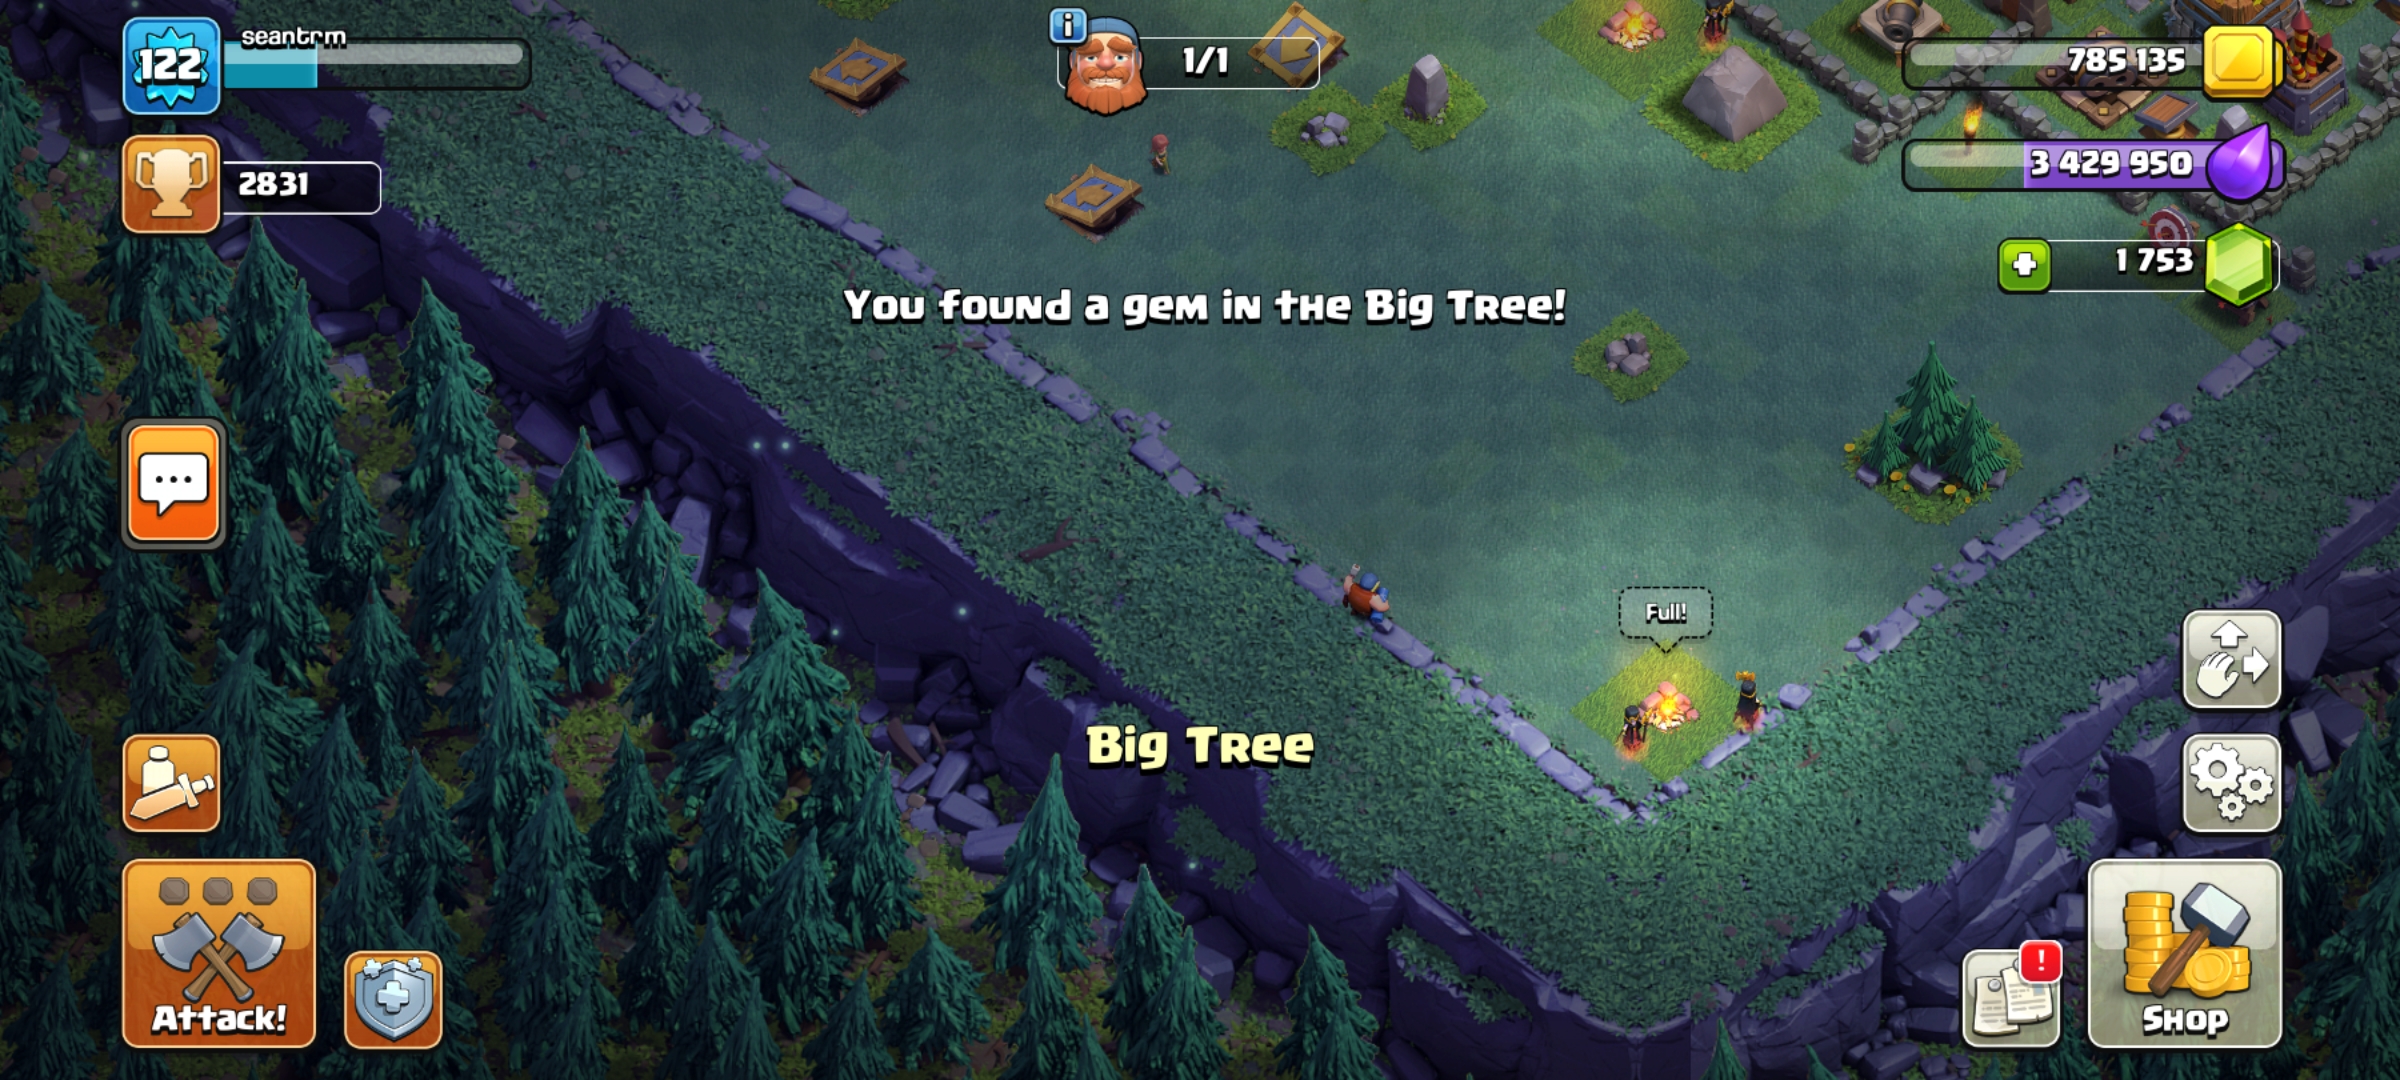 122
seantrm
i
1/1
785 135
2831
3 429 950
1 753
You found a gem in the Big Tree!
Full!
Big Tree
Attack!
!
Shop